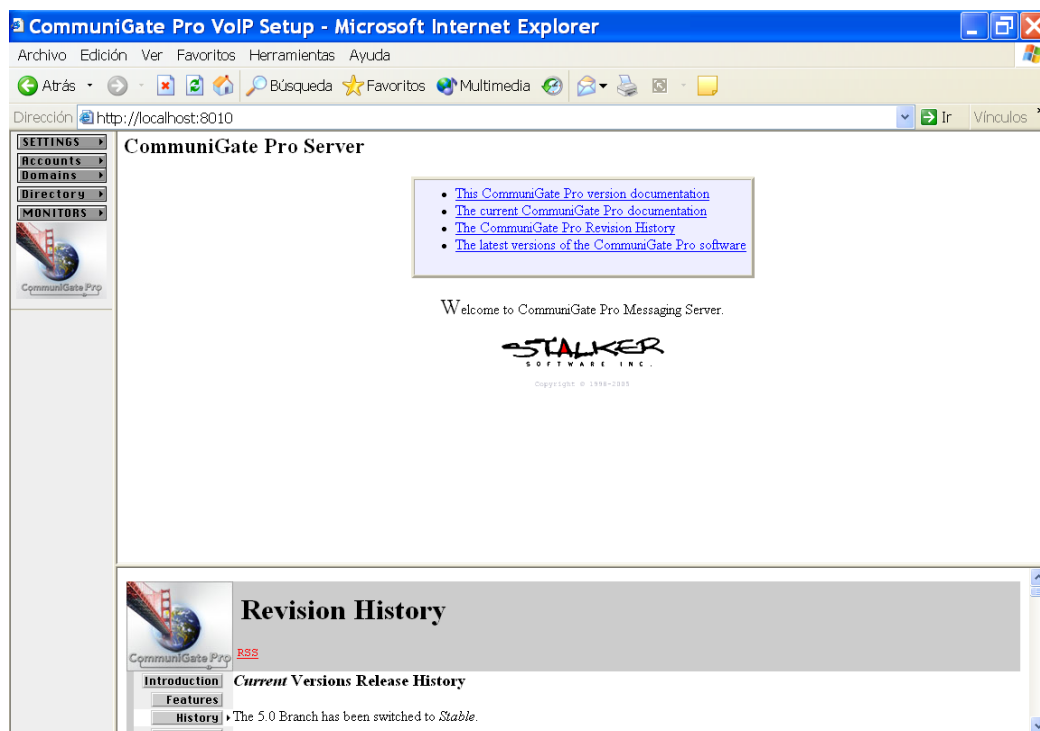 CommuniGate Pro VoIP Setup - Microsoft Internet Explorer
Archivo Edición Ver Favoritos Herramientas Ayuda
Atrás Búsqueda Favoritos Multimedia
Dirección http://localhost:8010 Ir Vínculos
SETTINGS
Accounts
Domains
Directory
MONITORS
CommuniGate Pro
CommuniGate Pro Server
This CommuniGate Pro version documentation
The current CommuniGate Pro documentation
The CommuniGate Pro Revision History
The latest versions of the CommuniGate Pro software
Welcome to CommuniGate Pro Messaging Server.
STALKER
SOFTWARE INC.
Copyright © 1996-2005
CommuniGate Pro
Revision History
RSS
Introduction
Features
History
Current Versions Release History
The 5.0 Branch has been switched to Stable.